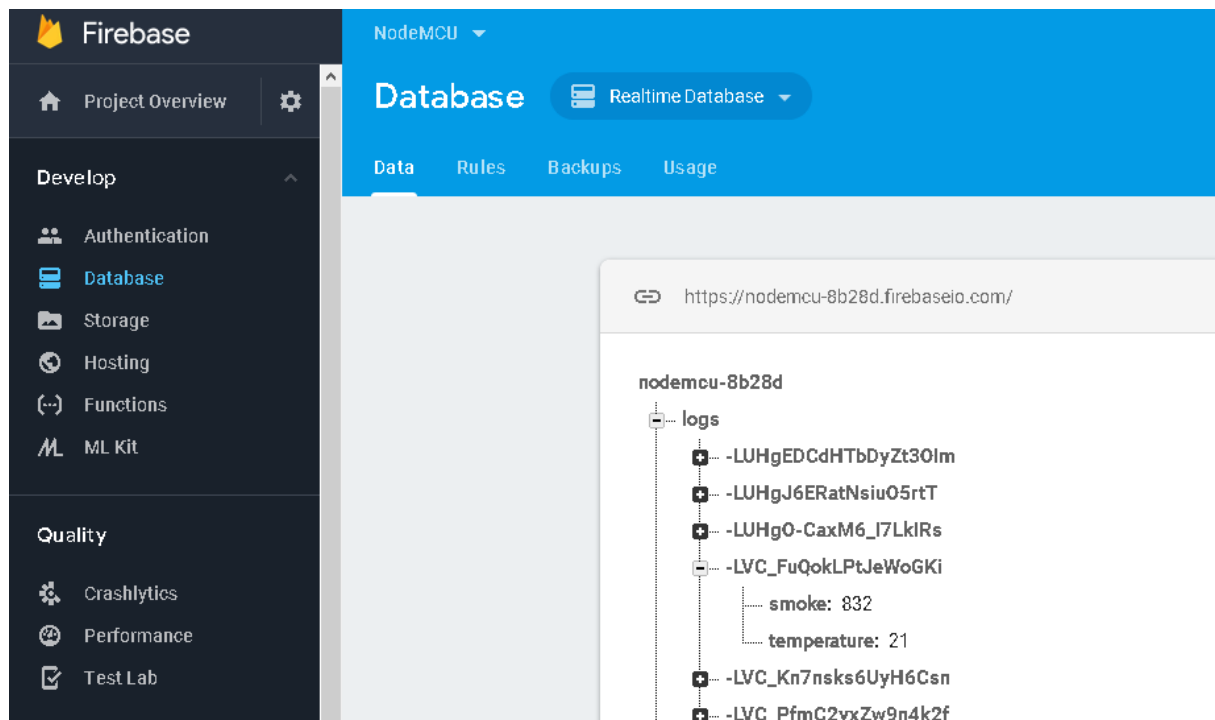 Firebase
Project Overview
Develop
Authentication
Database
Storage
Hosting
Functions
ML Kit
Quality
Crashlytics
Performance
Test Lab
NodeMCU
Database
Realtime Database
Data Rules Backups Usage
https://nodemcu-8b28d.firebaseio.com/
nodemcu-8b28d
logs
-LUHgEDCdHTbDyZt3OIm
-LUHgJ6ERatNsiuO5rtT
-LUHgO-CaxM6_I7LkIRs
-LVC_FuQokLPtJeWoGKi
smoke: 832
temperature: 21
-LVC_Kn7nsks6UyH6Csn
-LVC_PfmC2vxZw9n4k2f